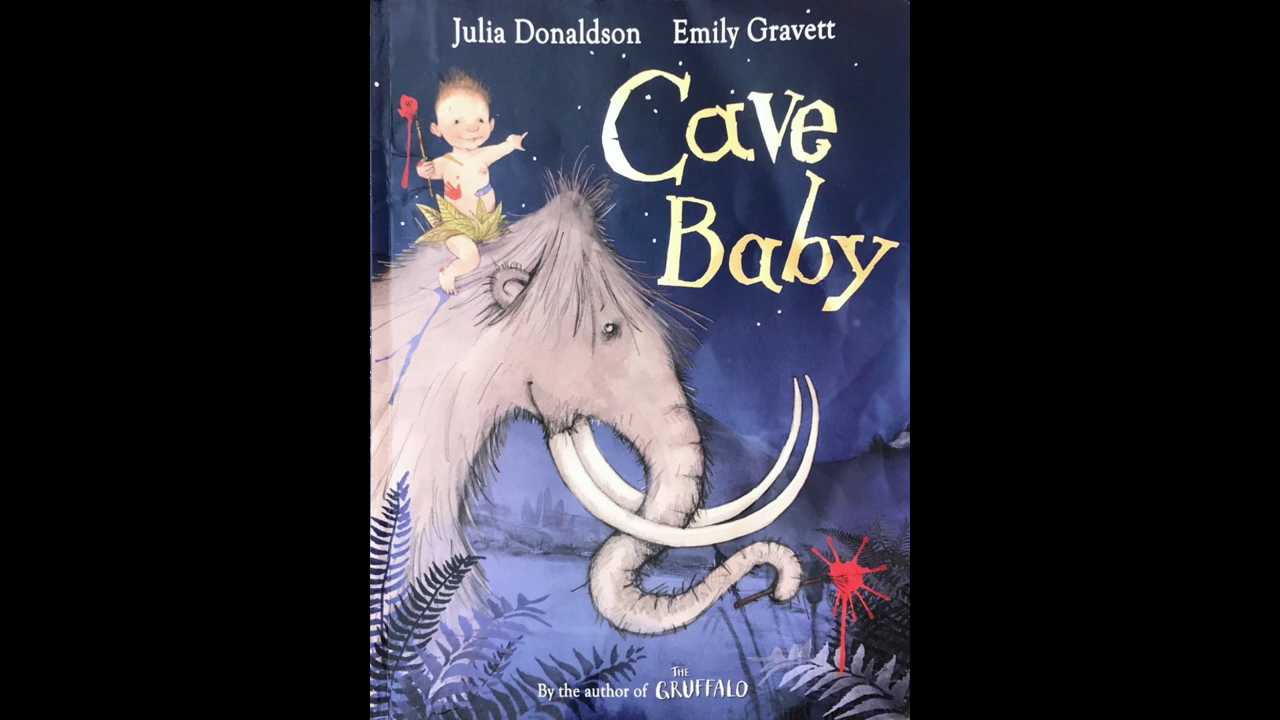 Julia Donaldson Emily Gravett
Cave
Baby
By the author of THE GRUFFALO